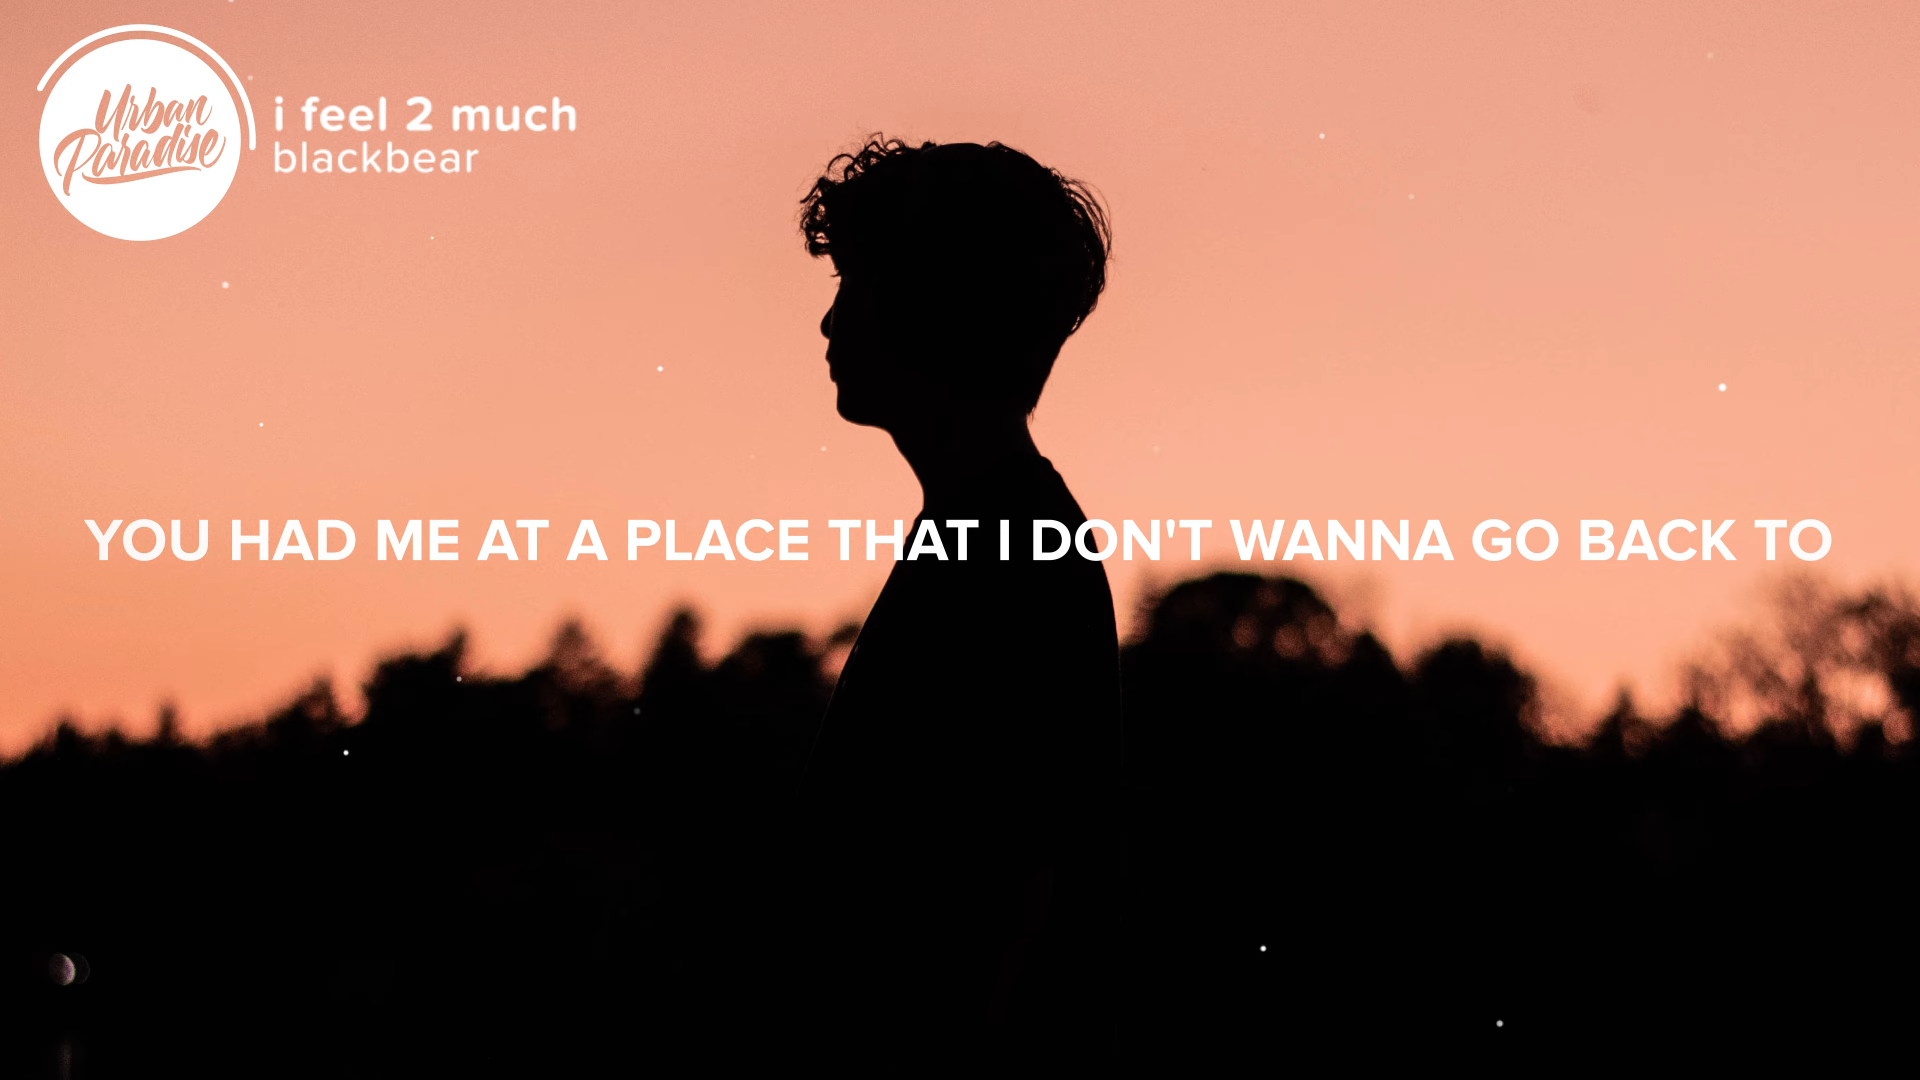 Urban
Paradise
i feel 2 much
blackbear
YOU HAD ME AT A PLACE THAT I DON'T WANNA GO BACK TO